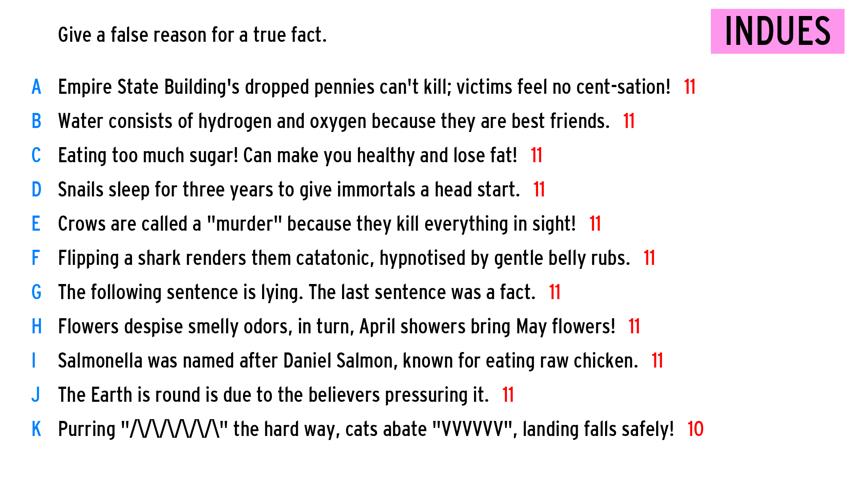 Give a false reason for a true fact.
INDUES
A Empire State Building's dropped pennies can't kill; victims feel no cent-sation! 11
B Water consists of hydrogen and oxygen because they are best friends. 11
C Eating too much sugar! Can make you healthy and lose fat! 11
D Snails sleep for three years to give immortals a head start. 11
E Crows are called a "murder" because they kill everything in sight! 11
F Flipping a shark renders them catatonic, hypnotised by gentle belly rubs. 11
G The following sentence is lying. The last sentence was a fact. 11
H Flowers despise smelly odors, in turn, April showers bring May flowers! 11
I Salmonella was named after Daniel Salmon, known for eating raw chicken. 11
J The Earth is round is due to the believers pressuring it. 11
K Purring "/\/\/\/\/\/\" the hard way, cats abate "VVVVVV", landing falls safely! 10